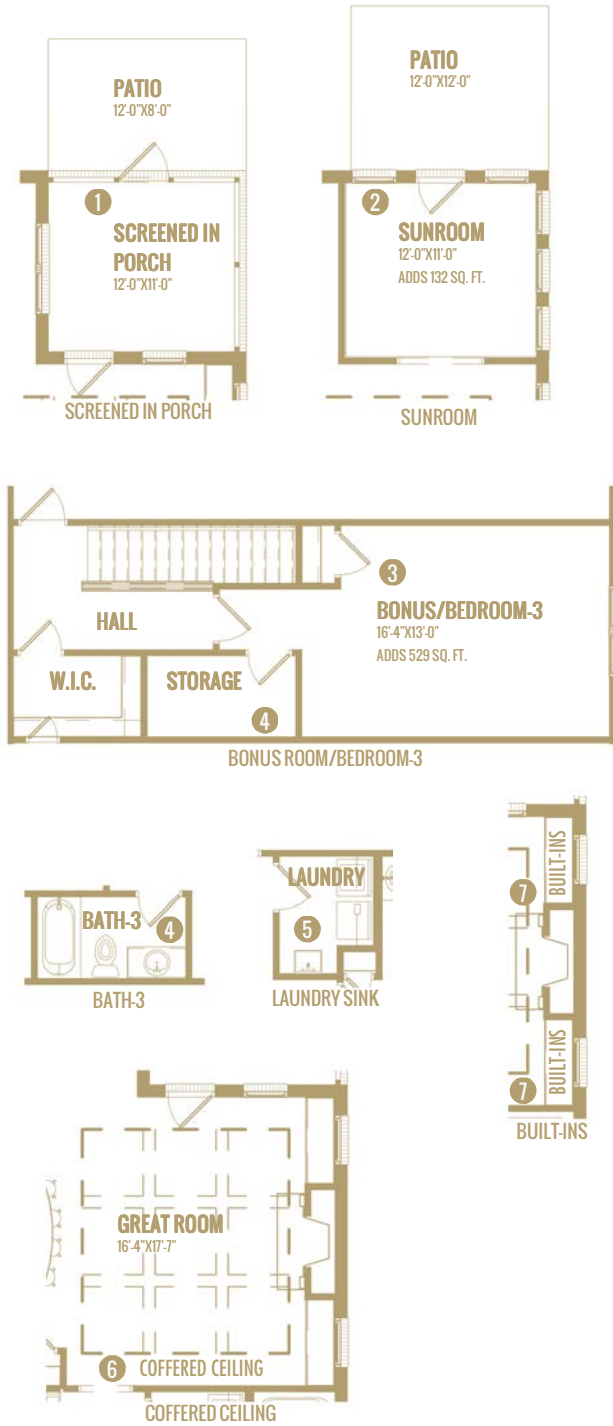 PATIO
12'-0"X8'-0"
1
SCREENED IN
PORCH
12'-0"X11'-0"
SCREENED IN PORCH
PATIO
12'-0"X12'-0"
2
SUNROOM
12'-0"X11'-0"
ADDS 132 SQ. FT.
SUNROOM
3
HALL
BONUS/BEDROOM-3
16'-4"X13'-0"
ADDS 529 SQ. FT.
W.I.C.
STORAGE
4
BONUS ROOM/BEDROOM-3
BATH-3
4
BATH-3
LAUNDRY
5
LAUNDRY SINK
BUILT-INS
7
BUILT-INS
7
BUILT-INS
GREAT ROOM
16'-4"X17'-7"
6 COFFERED CEILING
COFFERED CEILING